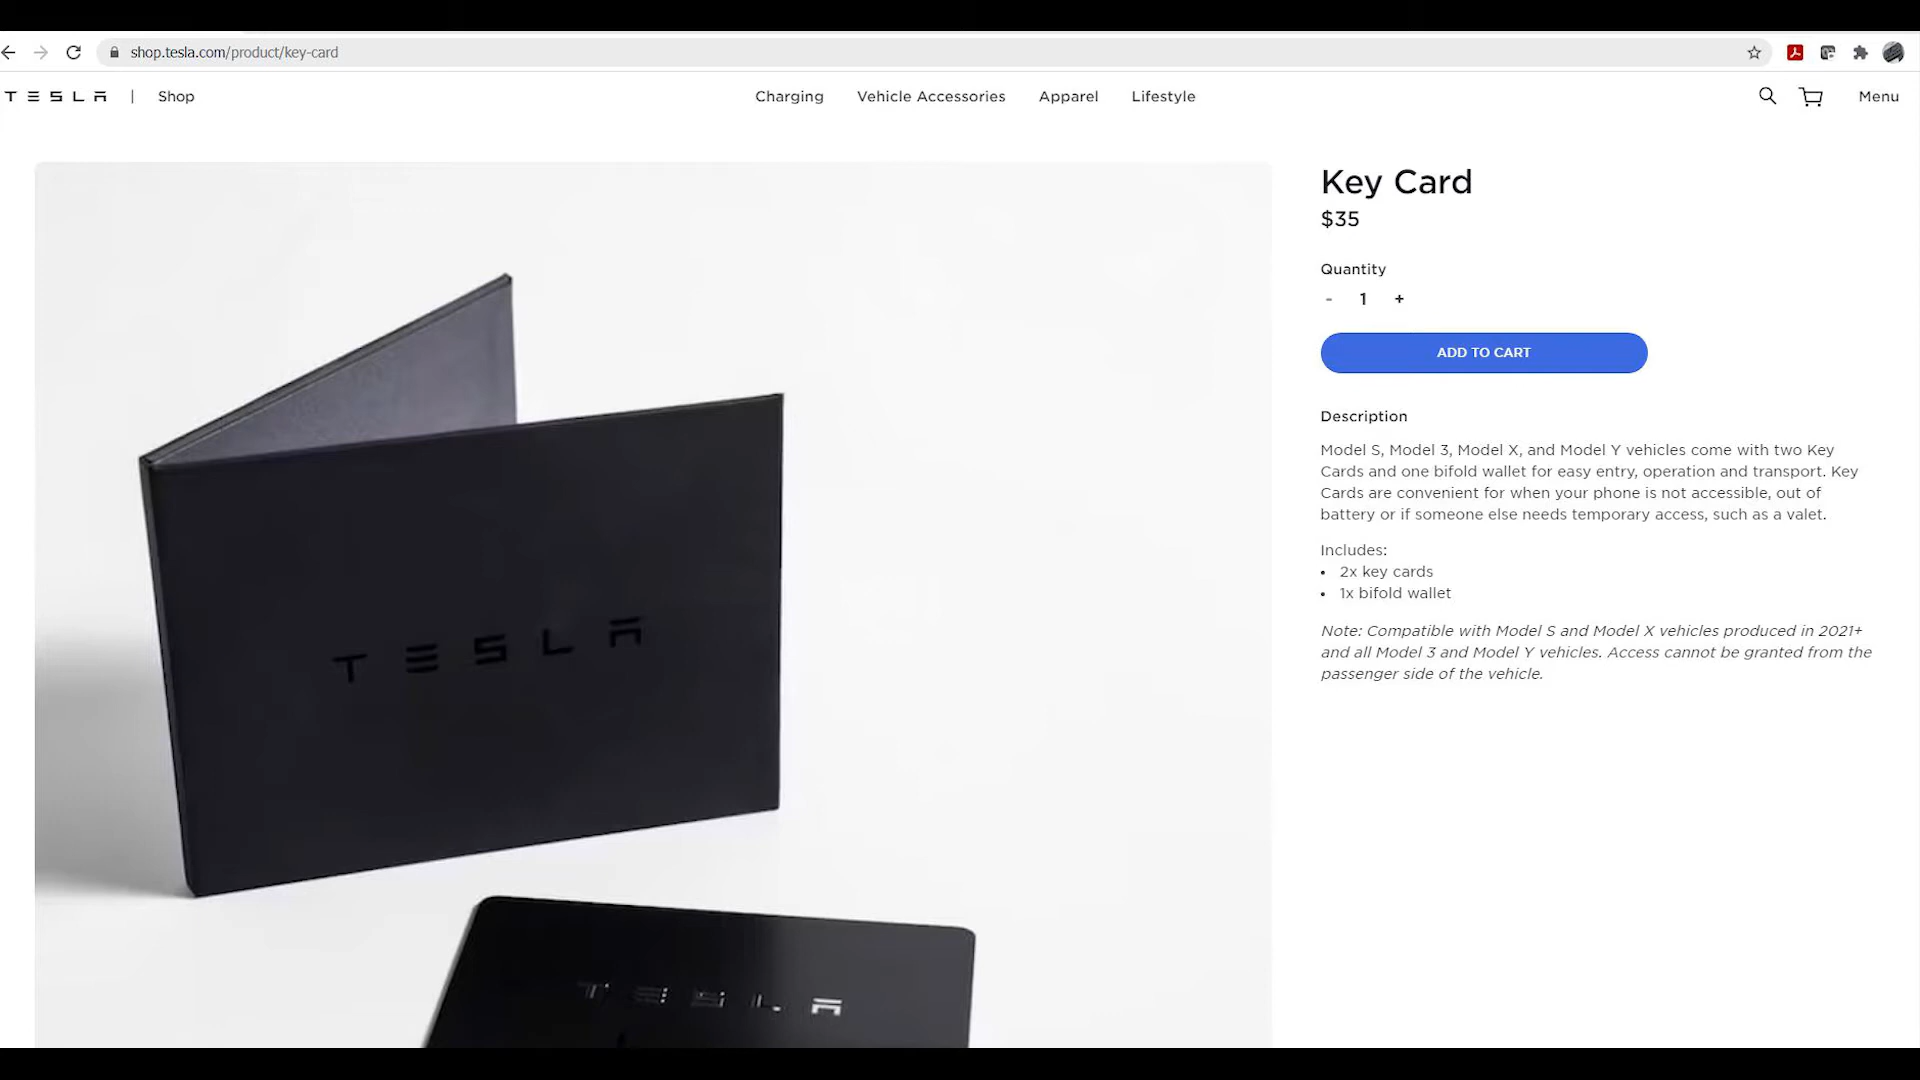 shop.tesla.com/product/key-card
TESLA | Shop
Charging
Vehicle Accessories
Apparel
Lifestyle
Menu
Key Card
$35
Quantity
- 1 +
ADD TO CART
Description
Model S, Model 3, Model X, and Model Y vehicles come with two Key
Cards and one bifold wallet for easy entry, operation and transport. Key
Cards are convenient for when your phone is not accessible, out of
battery or if someone else needs temporary access, such as a valet.
Includes:
• 2x key cards
• 1x bifold wallet
Note: Compatible with Model S and Model X vehicles produced in 2021+
and all Model 3 and Model Y vehicles. Access cannot be granted from the
passenger side of the vehicle.
TESLA
TESLA